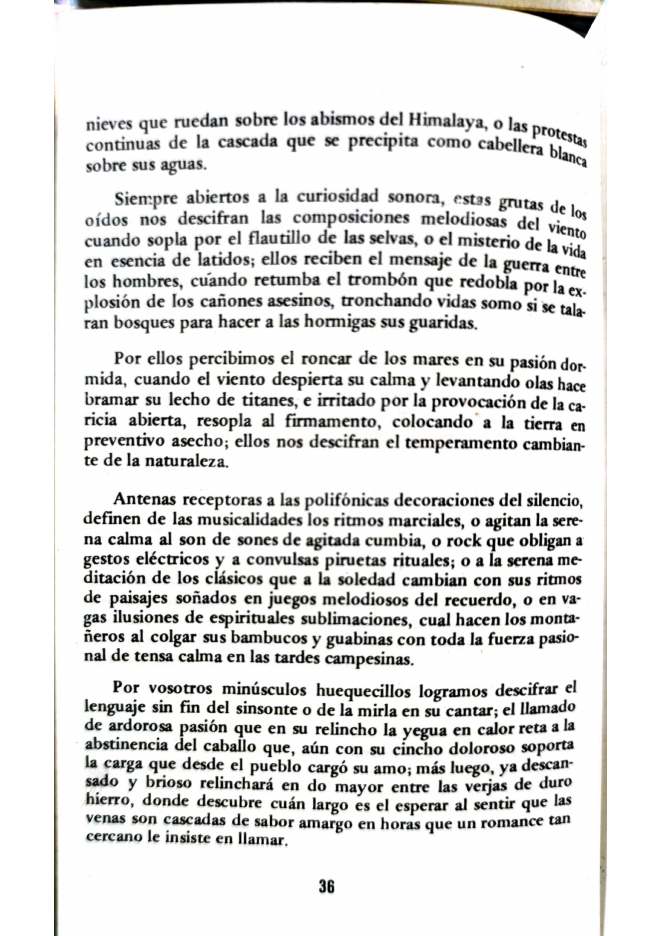 nieves que ruedan sobre los abismos del Himalaya, o las protestas
continuas de la cascada que se precipita como cabellera blanca
sobre sus aguas.
Siempre abiertos a la curiosidad sonora, estas grutas de los
oídos nos descifran las composiciones melodiosas del viento
cuando sopla por el flautillo de las selvas, o el misterio de la vida
en esencia de latidos; ellos reciben el mensaje de la guerra entre
los hombres, cuándo retumba el trombón que redobla por la ex-
plosión de los cañones asesinos, tronchando vidas somo si se tala-
ran bosques para hacer a las hormigas sus guaridas.
Por ellos percibimos el roncar de los mares en su pasión dor-
mida, cuando el viento despierta su calma y levantando olas hace
bramar su lecho de titanes, e irritado por la provocación de la ca-
ricia abierta, resopla al firmamento, colocando a la tierra en
preventivo asecho; ellos nos descifran el temperamento cambian-
te de la naturaleza.
Antenas receptoras a las polifónicas decoraciones del silencio,
definen de las musicalidades los ritmos marciales, o agitan la sere-
na calma al son de sones de agitada cumbia, o rock que obligan a
gestos eléctricos y a convulsas piruetas rituales; o a la serena me-
ditación de los clásicos que a la soledad cambian con sus ritmos
de paisajes soñados en juegos melodiosos del recuerdo, o en va-
gas ilusiones de espirituales sublimaciones, cual hacen los monta-
ñeros al colgar sus bambucos y guabinas con toda la fuerza pasio-
nal de tensa calma en las tardes campesinas.
Por vosotros minúsculos huequecillos logramos descifrar el
lenguaje sin fin del sinsonte o de la mirla en su cantar; el llamado
de ardorosa pasión que en su relincho la yegua en calor reta a la
abstinencia del caballo que, aún con su cincho doloroso soporta
la carga que desde el pueblo cargó su amo; más luego, ya descan-
sado y brioso relinchará en do mayor entre las verjas de duro
hierro, donde descubre cuán largo es el esperar al sentir que las
venas son cascadas de sabor amargo en horas que un romance tan
cercano le insiste en llamar.
36